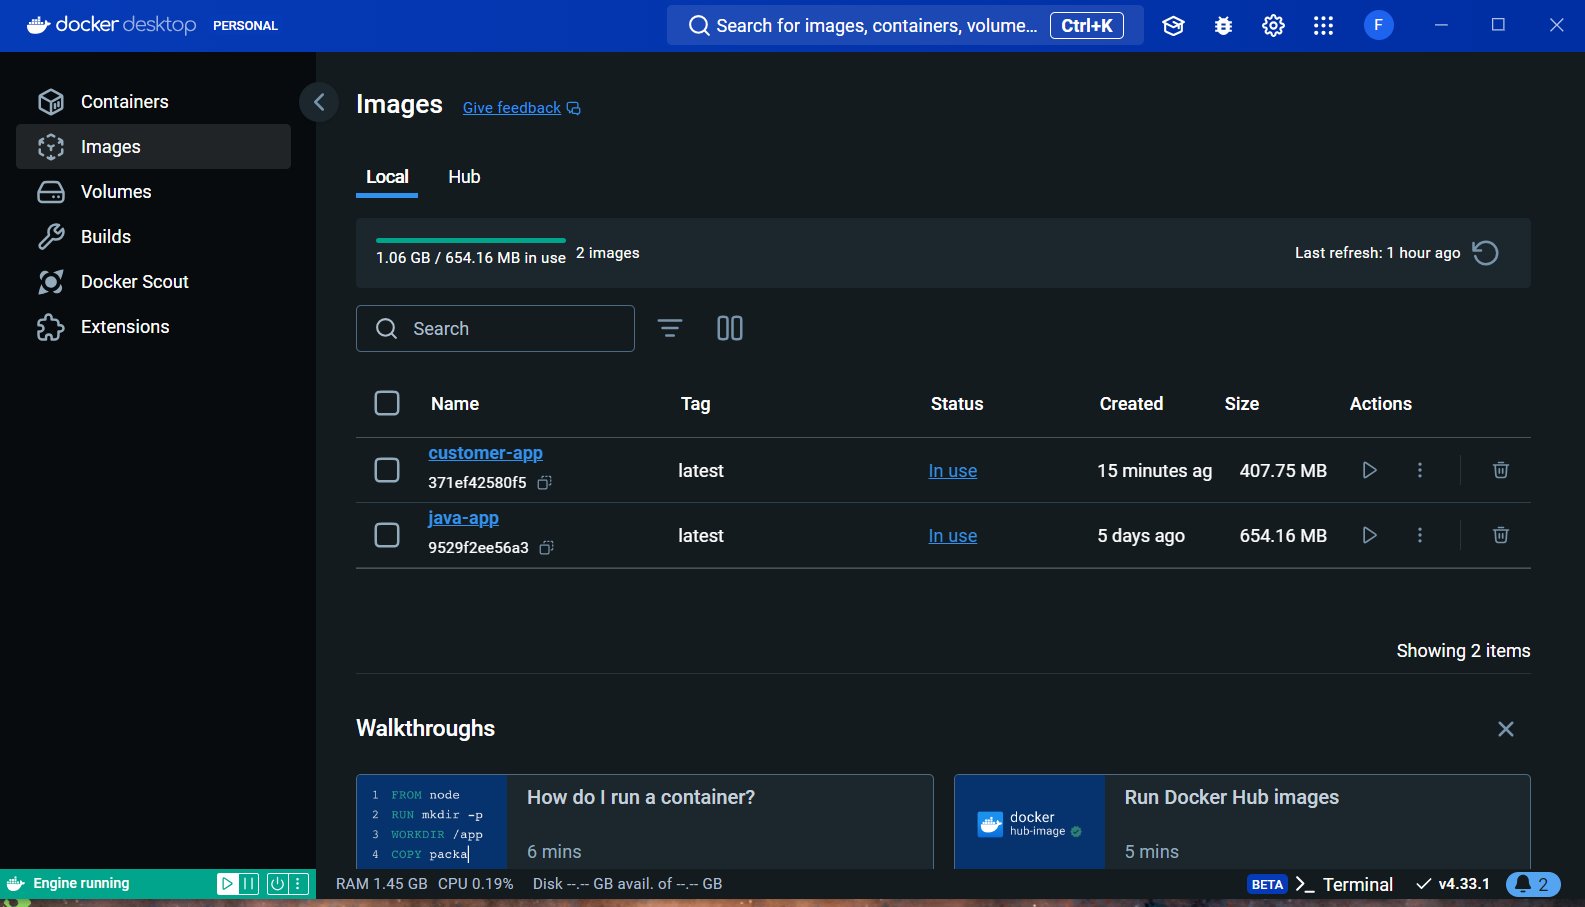 docker desktop PERSONAL
Search for images, containers, volume... Ctrl+K
F
Containers
Images
Volumes
Builds
Docker Scout
Extensions
Images Give feedback
Local Hub
1.06 GB / 654.16 MB in use 2 images
Last refresh: 1 hour ago
Search
Name Tag Status Created Size Actions
customer-app
371ef42580f5
latest In use 15 minutes ag 407.75 MB
java-app
9529f2ee56a3
latest In use 5 days ago 654.16 MB
Showing 2 items
Walkthroughs
1 FROM node
2 RUN mkdir -p
3 WORKDIR /app
4 COPY packa
How do I run a container?
6 mins
docker
hub-image
Run Docker Hub images
5 mins
Engine running
RAM 1.45 GB CPU 0.19% Disk --.-- GB avail. of --.-- GB
BETA >_ Terminal v4.33.1 2